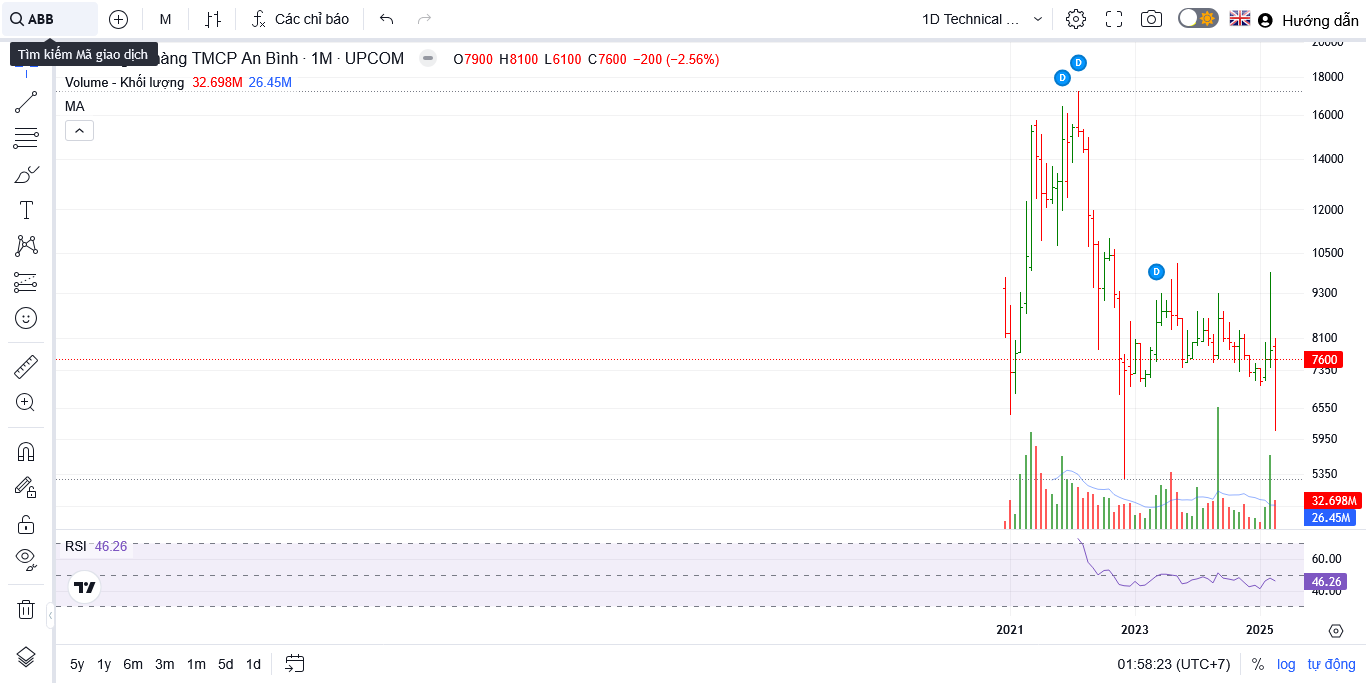 ABB
M
Các chỉ báo
1D Technical ...
Hướng dẫn
Tìm kiếm Mã giao dịch
hàng TMCP An Bình · 1M · UPCOM
O7900 H8100 L6100 C7600 −200 (−2.56%)
Volume - Khối lượng 32.698M 26.45M
MA
D
D
D
20000
18000
16000
14000
12000
10500
9300
8100
7600
7350
6550
5950
5350
32.698M
26.45M
RSI 46.26
60.00
46.26
40.00
2021
2023
2025
5y 1y 6m 3m 1m 5d 1d
01:58:23 (UTC+7)
% log tự động